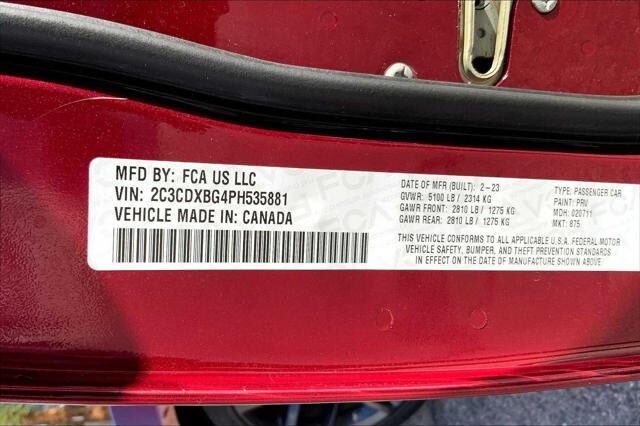 MFD BY: FCA US LLC
VIN: 2C3CDXBG4PH535881
VEHICLE MADE IN: CANADA
DATE OF MFR (BUILT): 2-23
GVWR: 5100 LB / 2314 KG
GAWR FRONT: 2810 LB / 1275 KG
GAWR REAR: 2810 LB / 1275 KG
TYPE: PASSENGER CAR
PAINT: PRV
MDH: 020711
MKT: 875
THIS VEHICLE CONFORMS TO ALL APPLICABLE U.S.A. FEDERAL MOTOR
VEHICLE SAFETY, BUMPER, AND THEFT PREVENTION STANDARDS
IN EFFECT ON THE DATE OF MANUFACTURE SHOWN ABOVE.